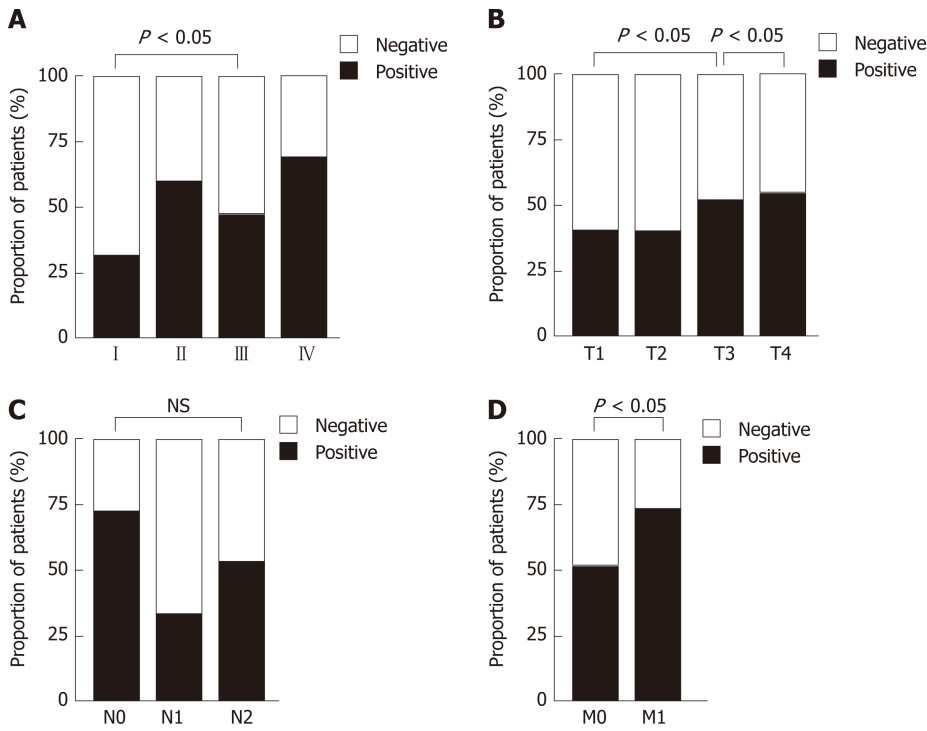 A
P < 0.05
Negative
Positive
Proportion of patients (%)
100
75
50
25
0
I II III IV
B
P < 0.05 P < 0.05
Negative
Positive
Proportion of patients (%)
100
75
50
25
0
T1 T2 T3 T4
C
NS
Negative
Positive
Proportion of patients (%)
100
75
50
25
0
N0 N1 N2
D
P < 0.05
Negative
Positive
Proportion of patients (%)
100
75
50
25
0
M0 M1